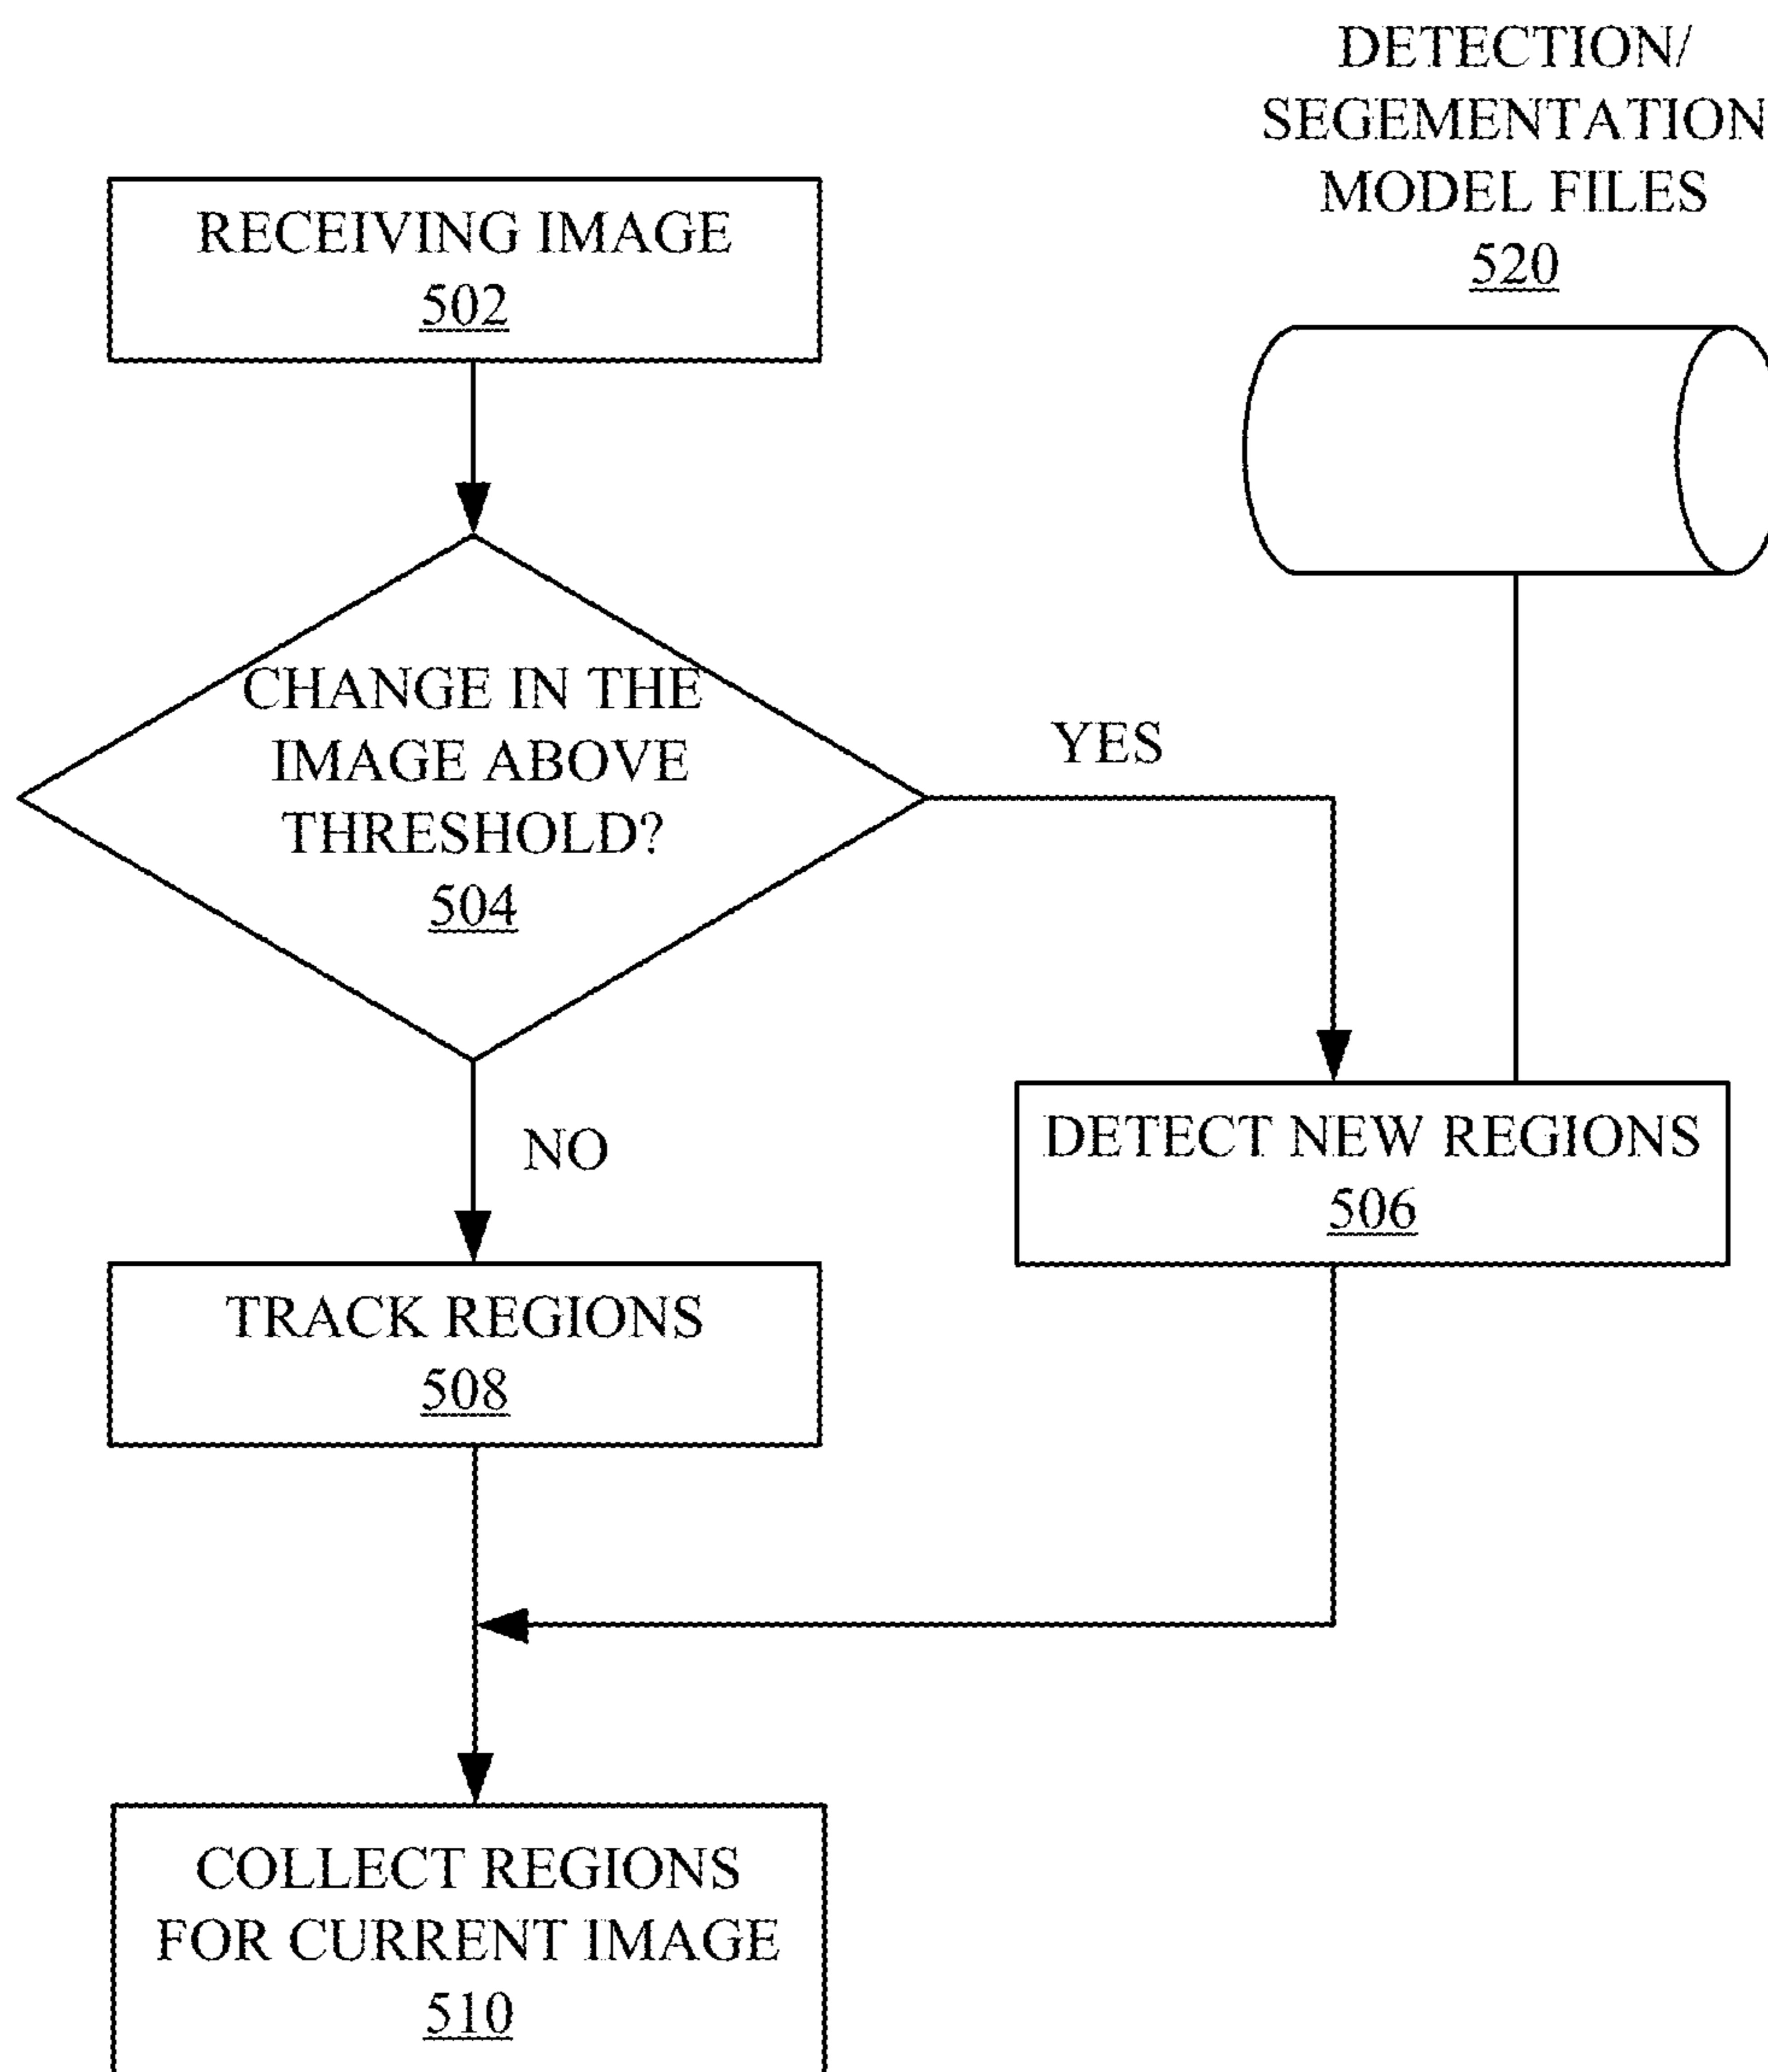 DETECTION/
SEGEMENTATION
MODEL FILES
520
RECEIVING IMAGE
502
CHANGE IN THE
IMAGE ABOVE
THRESHOLD?
504
YES
NO
DETECT NEW REGIONS
506
TRACK REGIONS
508
COLLECT REGIONS
FOR CURRENT IMAGE
510